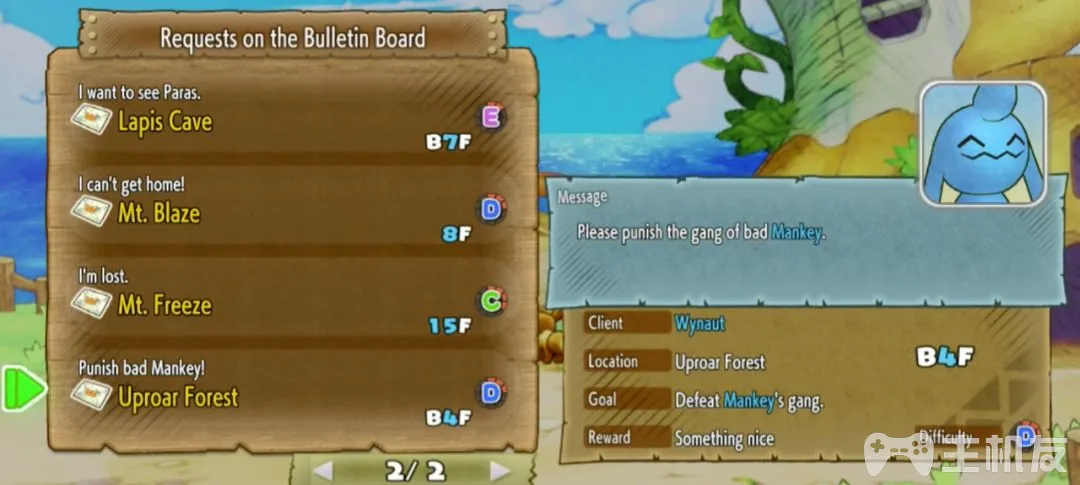 Requests on the Bulletin Board
I want to see Paras.
Lapis Cave
E
B7F
I can't get home!
Mt. Blaze
D
8F
I'm lost.
Mt. Freeze
C
15F
Punish bad Mankey!
Uproar Forest
D
B4F
2/2
Message
Please punish the gang of bad Mankey.
Client Wynaut
Location Uproar Forest B4F
Goal Defeat Mankey's gang.
Reward Something nice Difficulty D
主机友